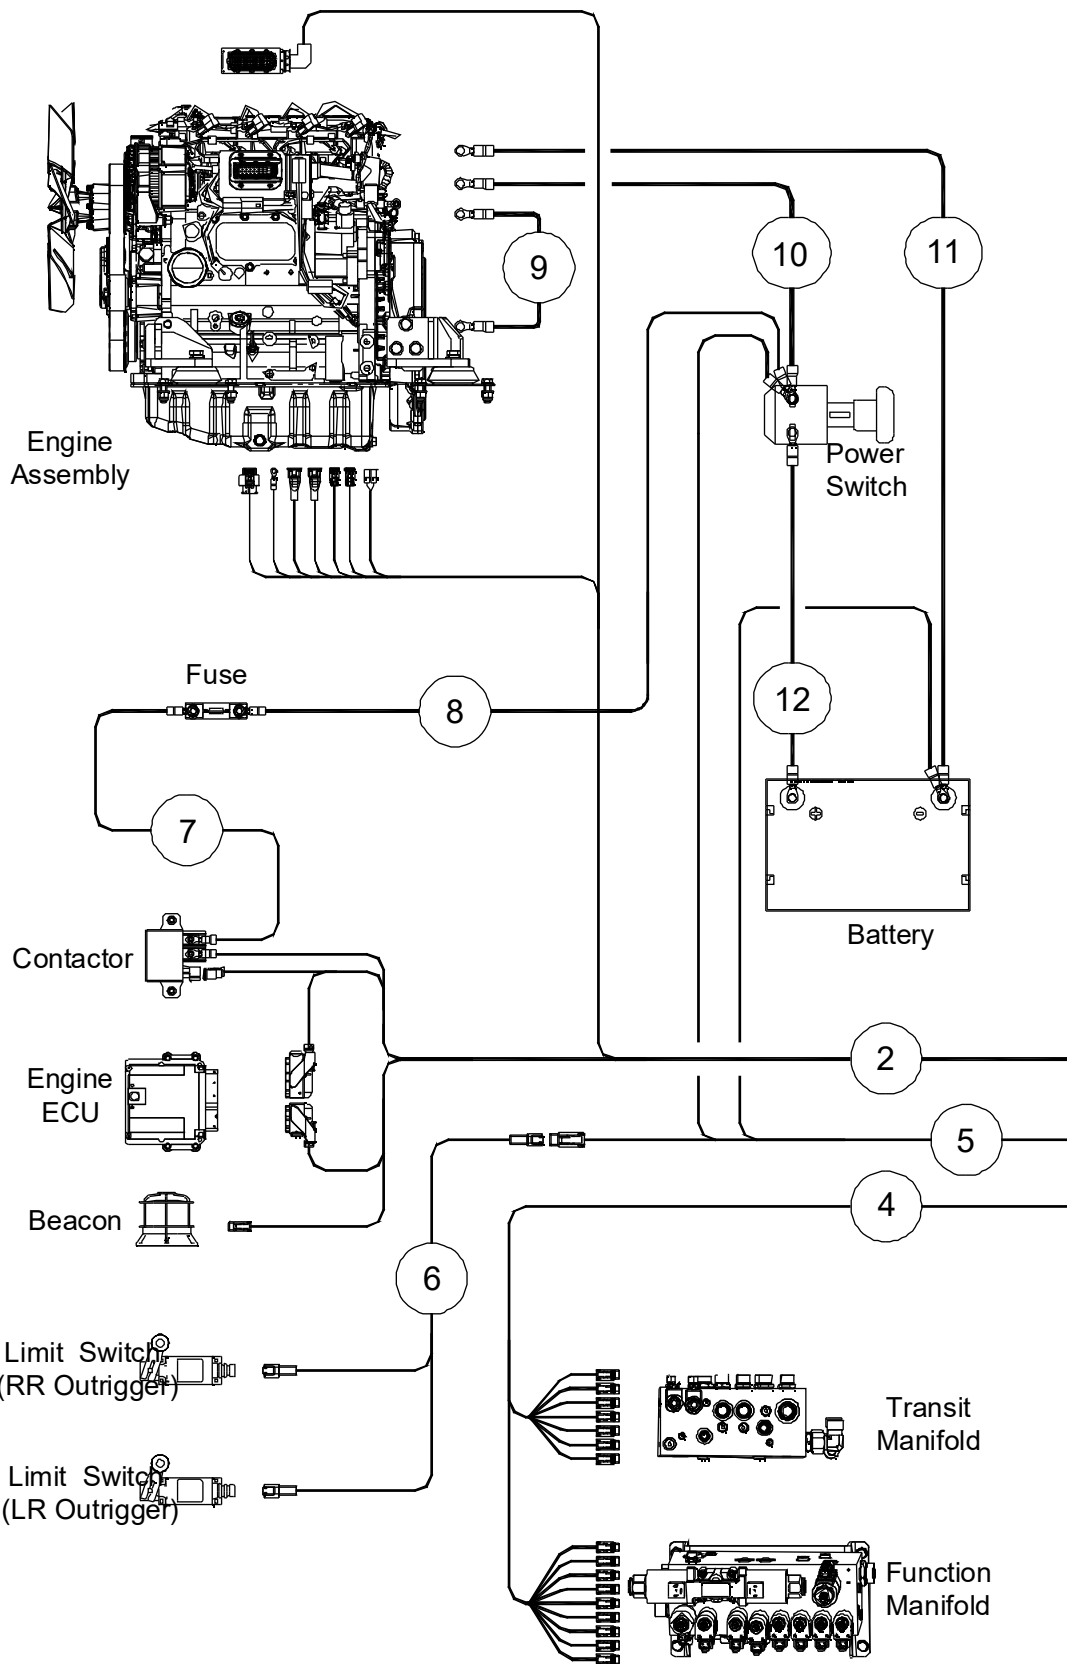 10
11
9
Engine
Assembly
Power
Switch
Fuse
8
12
7
Contactor
Battery
2
Engine
ECU
5
4
Beacon
6
Limit Switch
(RR Outrigger)
Transit
Manifold
Limit Switch
(LR Outrigger)
Function
Manifold